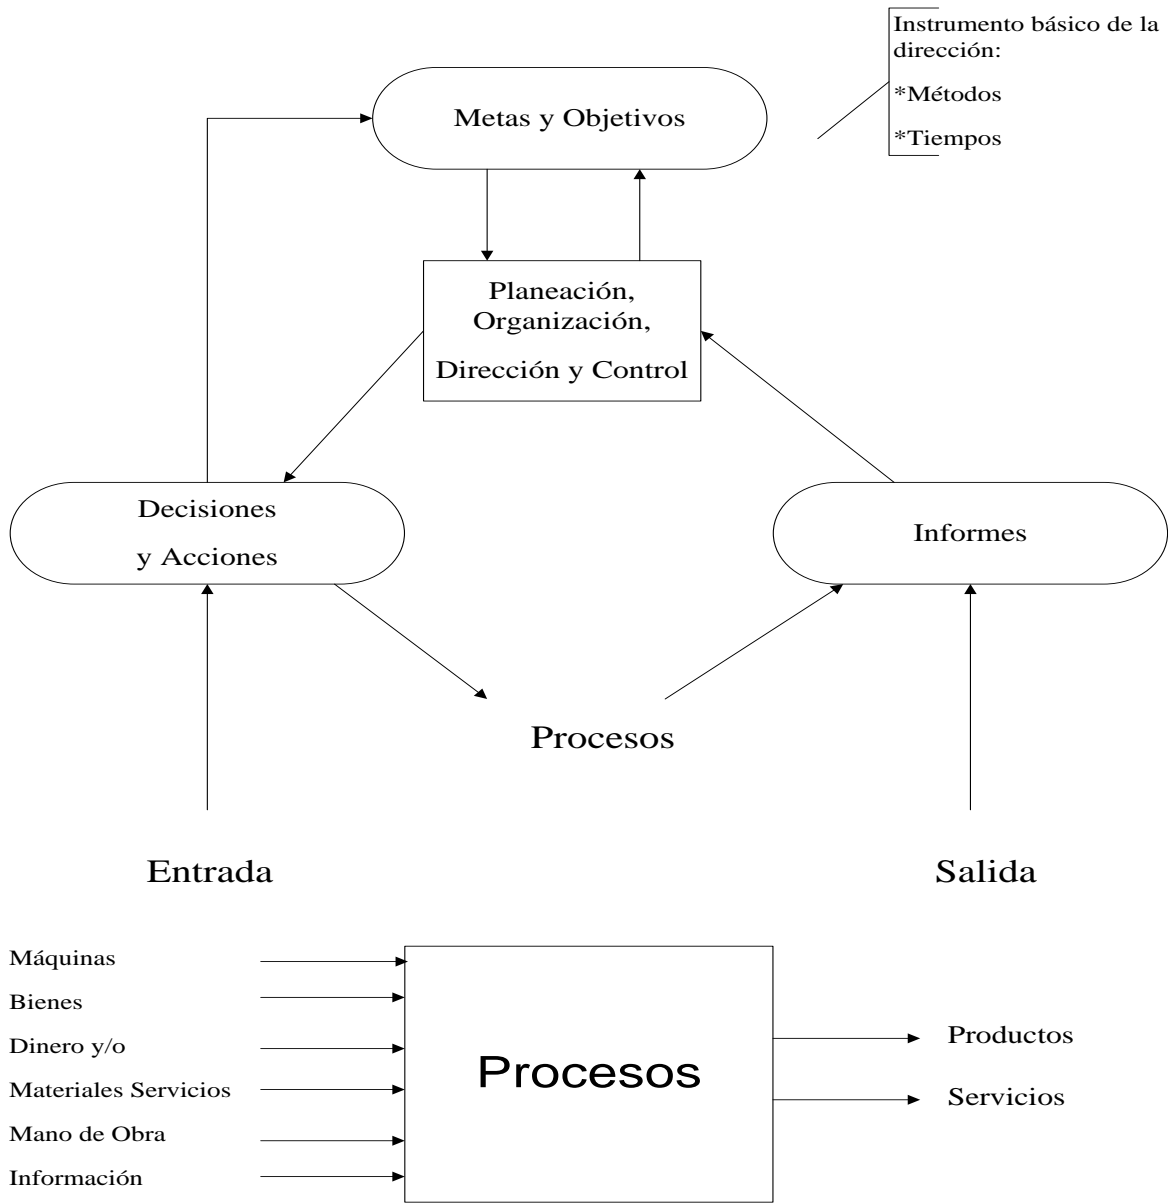 Instrumento básico de la
dirección:
*Métodos
*Tiempos
Metas y Objetivos
Planeación,
Organización,
Dirección y Control
Decisiones
y Acciones
Informes
Procesos
Entrada
Salida
Máquinas
Bienes
Dinero y/o
Materiales Servicios
Mano de Obra
Información
Procesos
Productos
Servicios